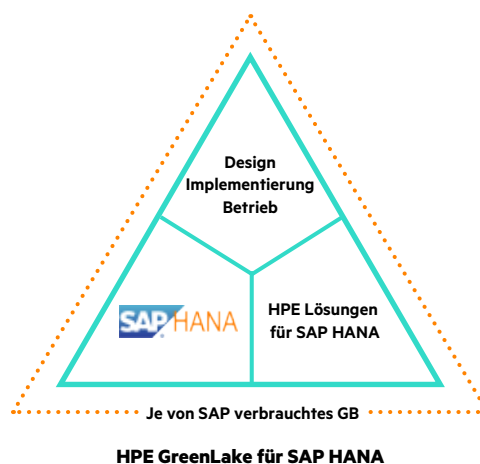 Design
Implementierung
Betrieb
SAP HANA
HPE Lösungen
für SAP HANA
Je von SAP verbrauchtes GB
HPE GreenLake für SAP HANA